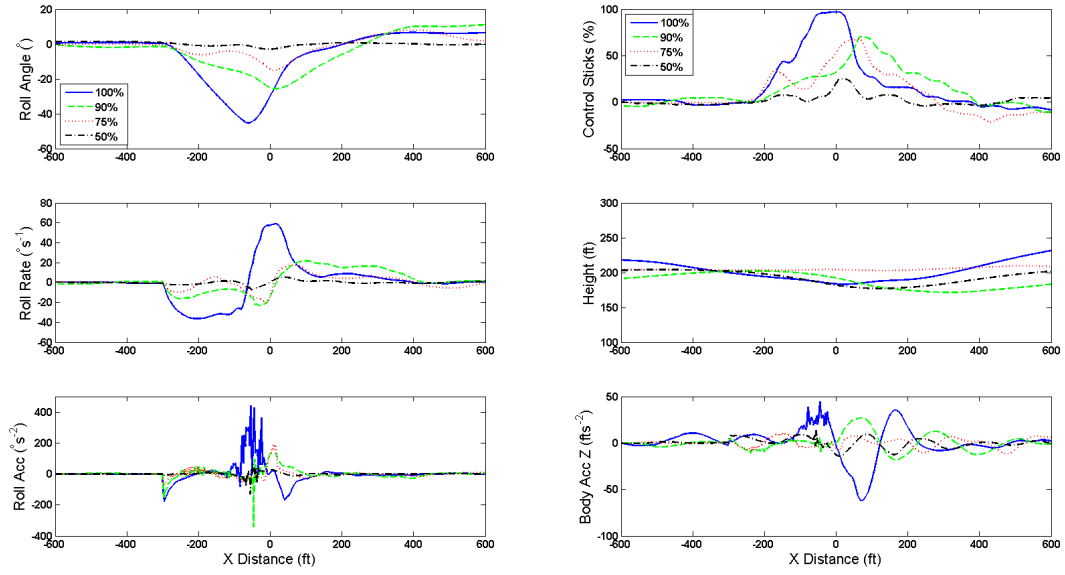 20
0
-20
-40
-60
Roll Angle (°)
100%
90%
75%
50%
-600 -400 -200 0 200 400 600
100
50
0
-50
Control Sticks (%)
100%
90%
75%
50%
-600 -400 -200 0 200 400 600
80
60
40
20
0
-20
-40
-60
Roll Rate (°s-1)
-600 -400 -200 0 200 400 600
300
250
200
150
100
Height (ft)
-600 -400 -200 0 200 400 600
400
200
0
-200
-400
Roll Acc (°s-2)
-600 -400 -200 0 200 400 600
X Distance (ft)
50
0
-50
-100
Body Acc Z (fts-2)
-600 -400 -200 0 200 400 600
X Distance (ft)